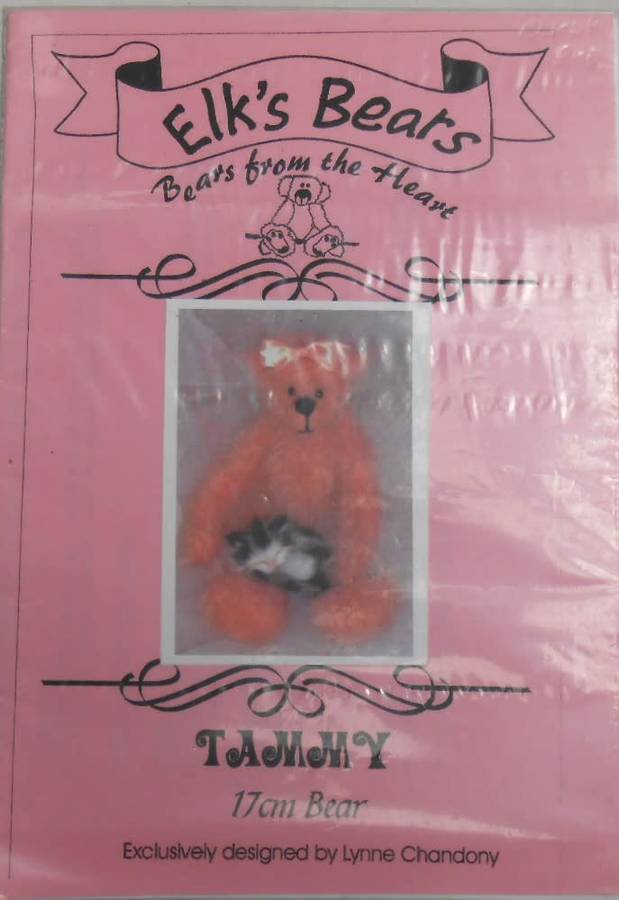 Elk's Bears
Bears from the Heart
TAMMY
17cm Bear
Exclusively designed by Lynne Chandony